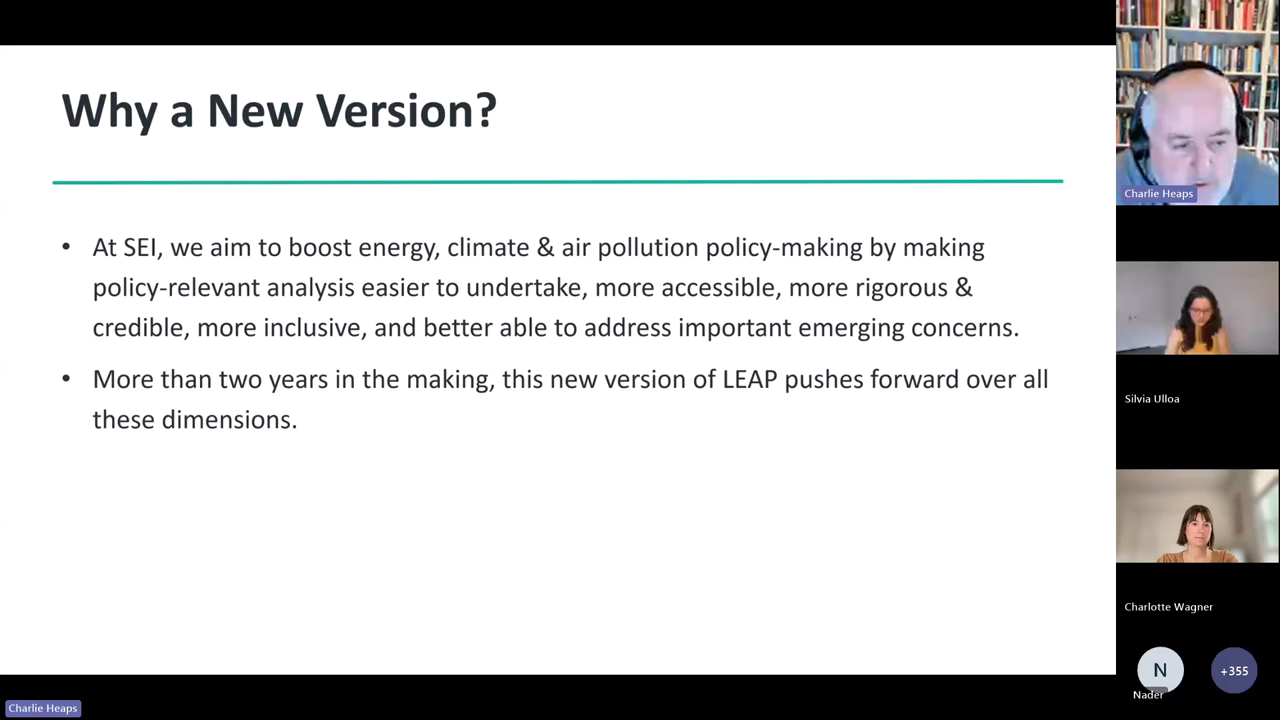 Why a New Version?
• At SEI, we aim to boost energy, climate & air pollution policy-making by making
policy-relevant analysis easier to undertake, more accessible, more rigorous &
credible, more inclusive, and better able to address important emerging concerns.
• More than two years in the making, this new version of LEAP pushes forward over all
these dimensions.
Charlie Heaps
Silvia Ulloa
Charlotte Wagner
N
+355
Nader
Charlie Heaps